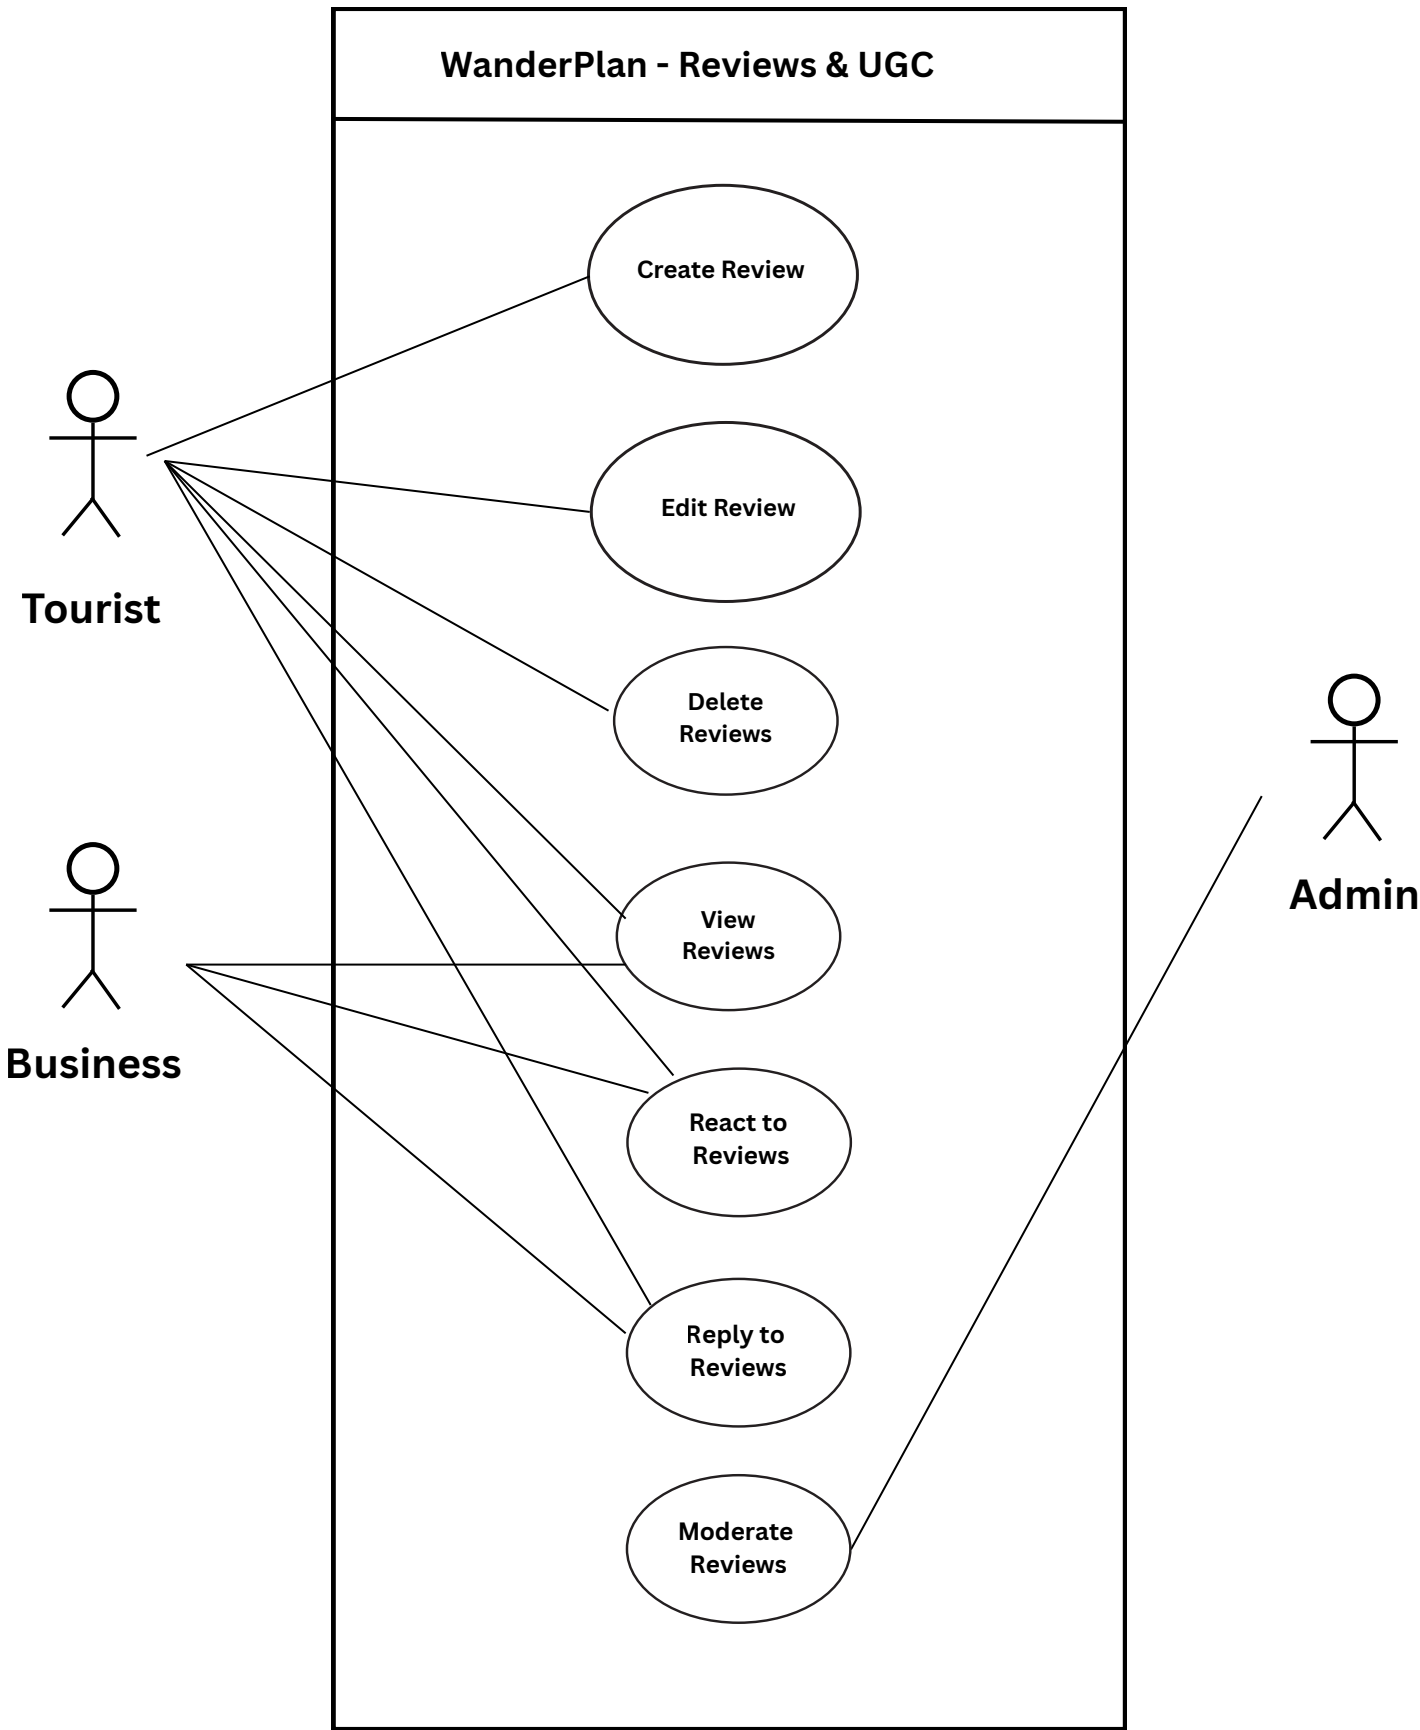 WanderPlan - Reviews & UGC
Create Review
Edit Review
Tourist
Delete
Reviews
Admin
View
Reviews
Business
React to
Reviews
Reply to
Reviews
Moderate
Reviews